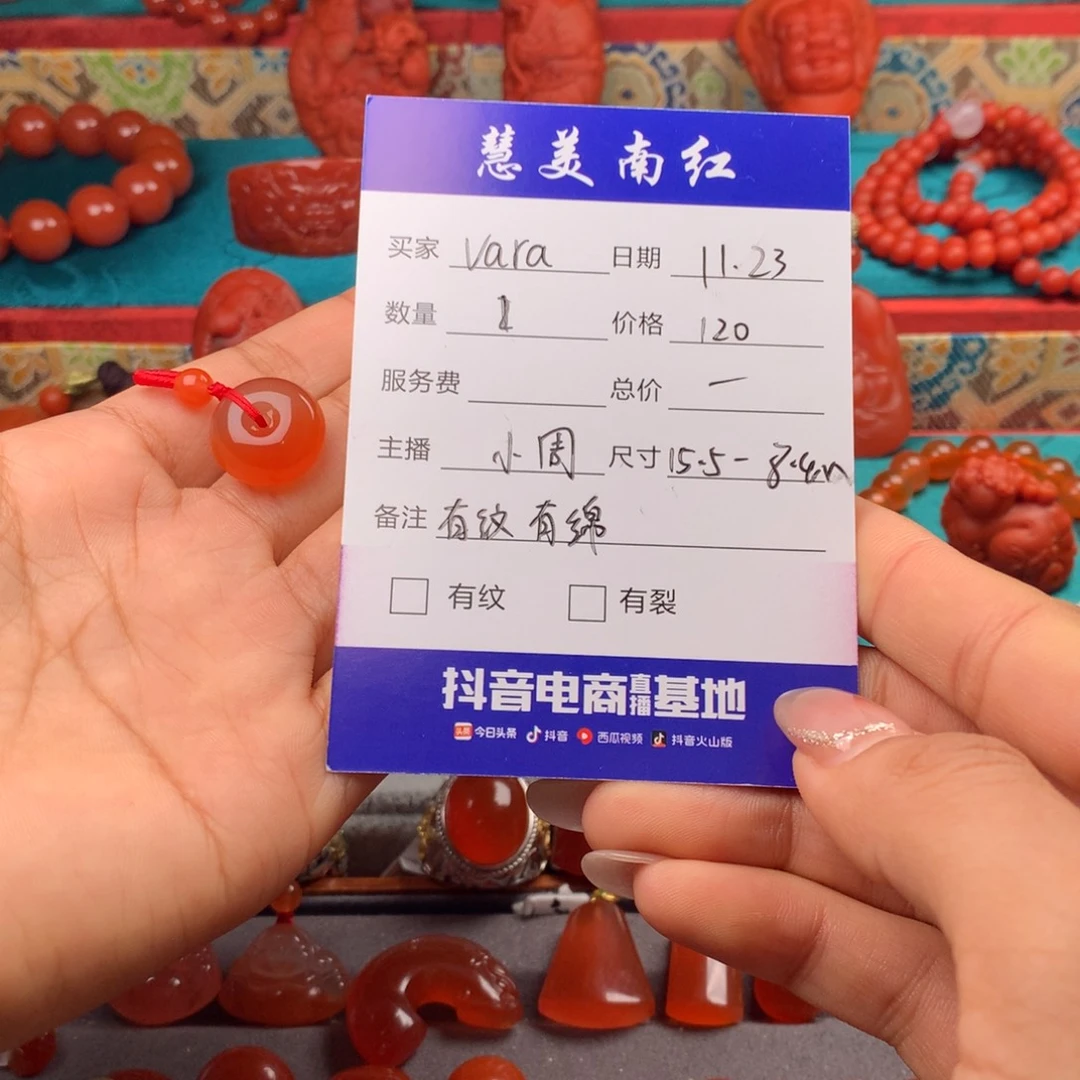 慧美南红
买家 vara 日期 11.23
数量 1 价格 120
服务费 总价 一
主播 小周 尺寸 15.5-8.4m
备注 有纹 有绵
有纹 有裂
抖音电商直播基地
头条 今日头条 抖音 西瓜视频 抖音火山版